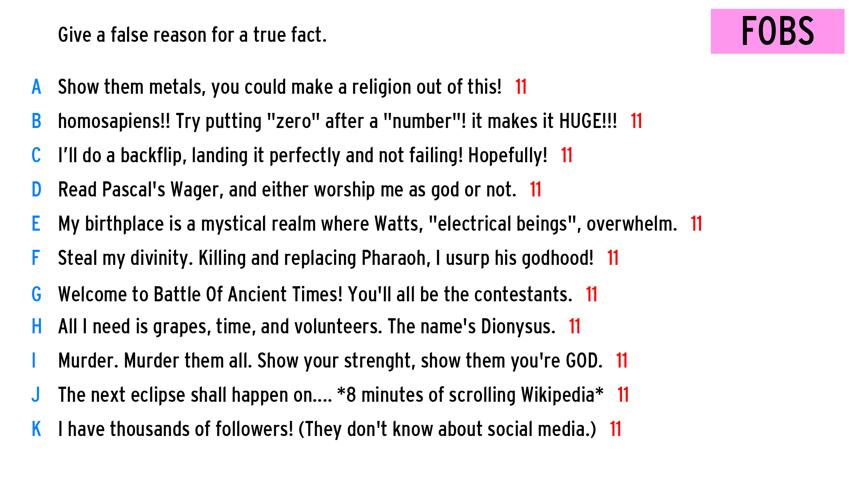 Give a false reason for a true fact.
FOBS
A Show them metals, you could make a religion out of this! 11
B homosapiens!! Try putting "zero" after a "number"! it makes it HUGE!!! 11
C I'll do a backflip, landing it perfectly and not failing! Hopefully! 11
D Read Pascal's Wager, and either worship me as god or not. 11
E My birthplace is a mystical realm where Watts, "electrical beings", overwhelm. 11
F Steal my divinity. Killing and replacing Pharaoh, I usurp his godhood! 11
G Welcome to Battle Of Ancient Times! You'll all be the contestants. 11
H All I need is grapes, time, and volunteers. The name's Dionysus. 11
I Murder. Murder them all. Show your strenght, show them you're GOD. 11
J The next eclipse shall happen on.... *8 minutes of scrolling Wikipedia* 11
K I have thousands of followers! (They don't know about social media.) 11